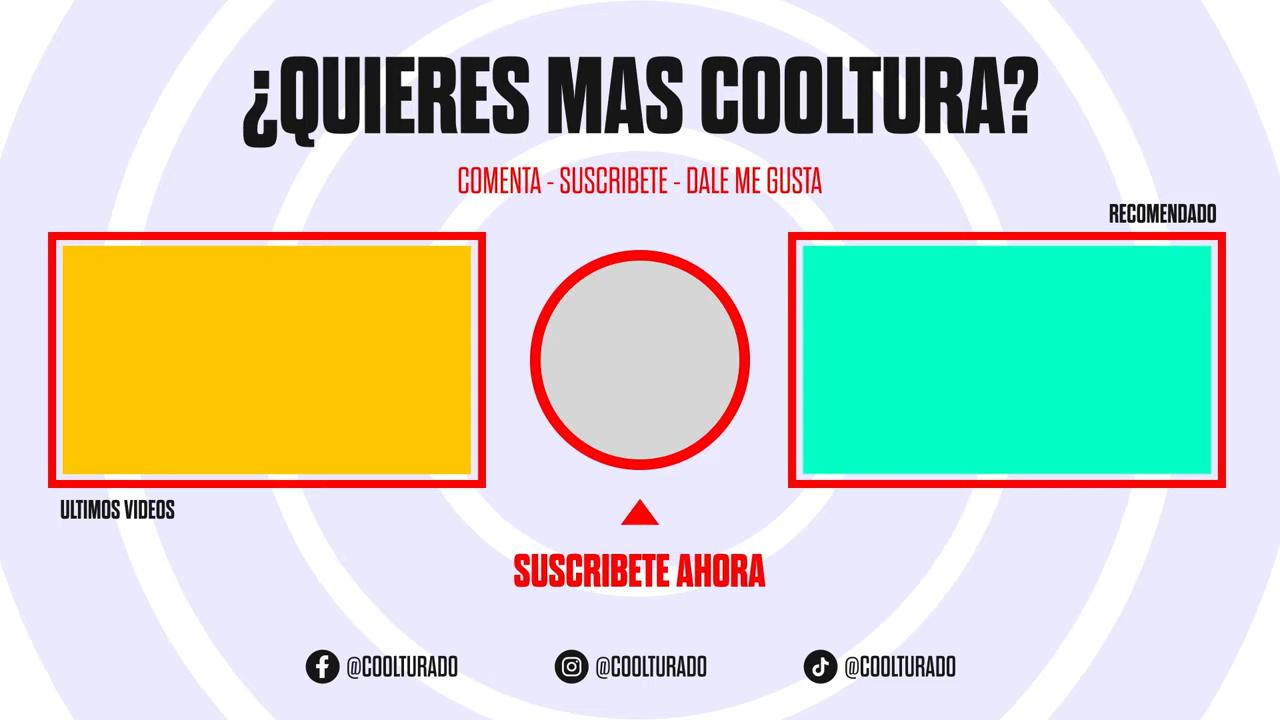 ¿QUIERES MAS COOLTURA?
COMENTA - SUSCRIBETE - DALE ME GUSTA
RECOMENDADO
ULTIMOS VIDEOS
SUSCRIBETE AHORA
@COOLTURADO @COOLTURADO @COOLTURADO